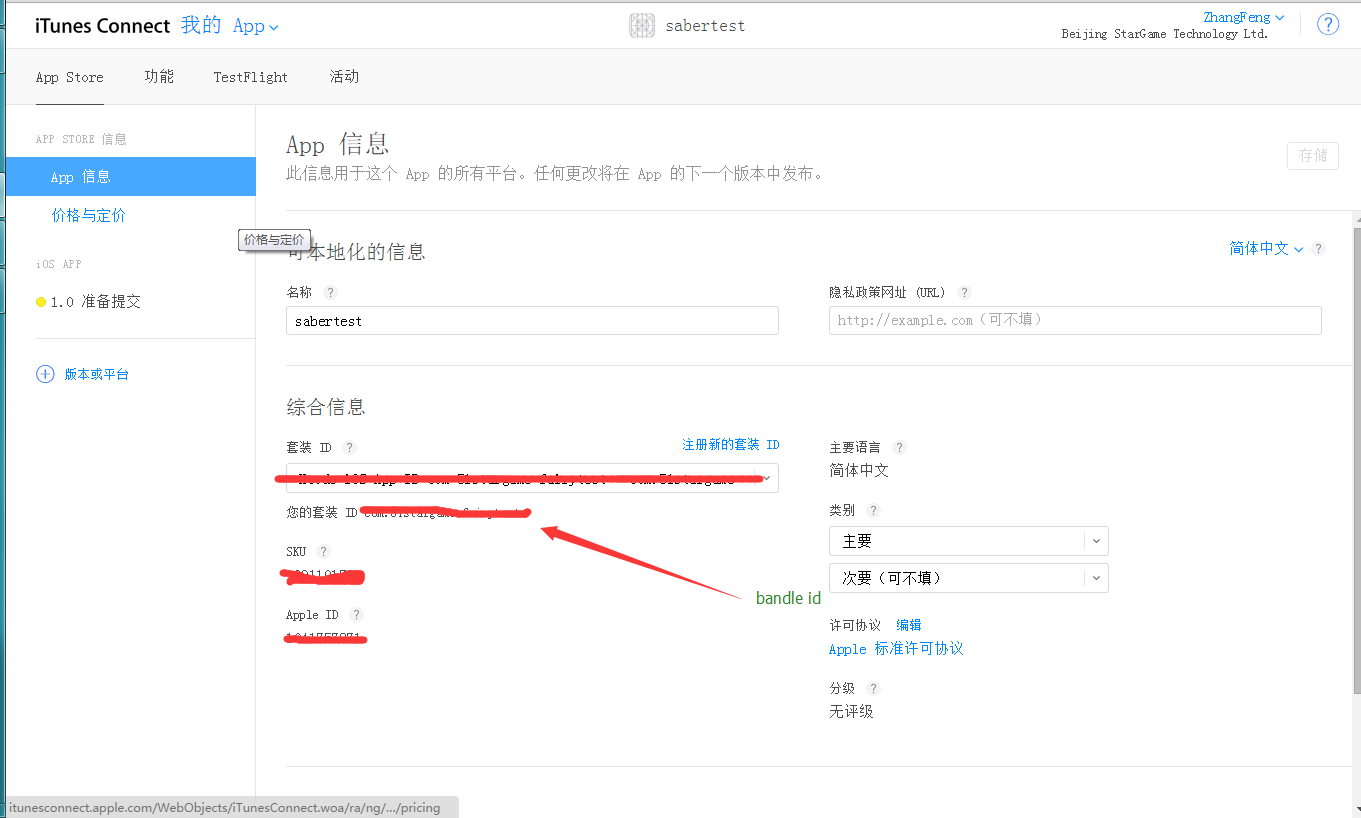 iTunes Connect 我的 App
sabertest
ZhangFeng
Beijing StarGame Technology Ltd.
?
App Store 功能 TestFlight 活动
APP STORE 信息
App 信息
价格与定价
iOS APP
1.0 准备提交
版本或平台
App 信息
此信息用于这个 App 的所有平台。任何更改将在 App 的下一个版本中发布。
存储
价格与定价
可本地化的信息
简体中文 ?
名称 ?
sabertest
隐私政策网址 (URL) ?
http://example.com（可不填）
综合信息
套装 ID ?
注册新的套装 ID
您的套装 ID
SKU ?
Apple ID ?
bandle id
主要语言 ?
简体中文
类别 ?
主要
次要（可不填）
许可协议 编辑
Apple 标准许可协议
分级 ?
无评级
itunesconnect.apple.com/WebObjects/iTunesConnect.woa/ra/ng/.../pricing